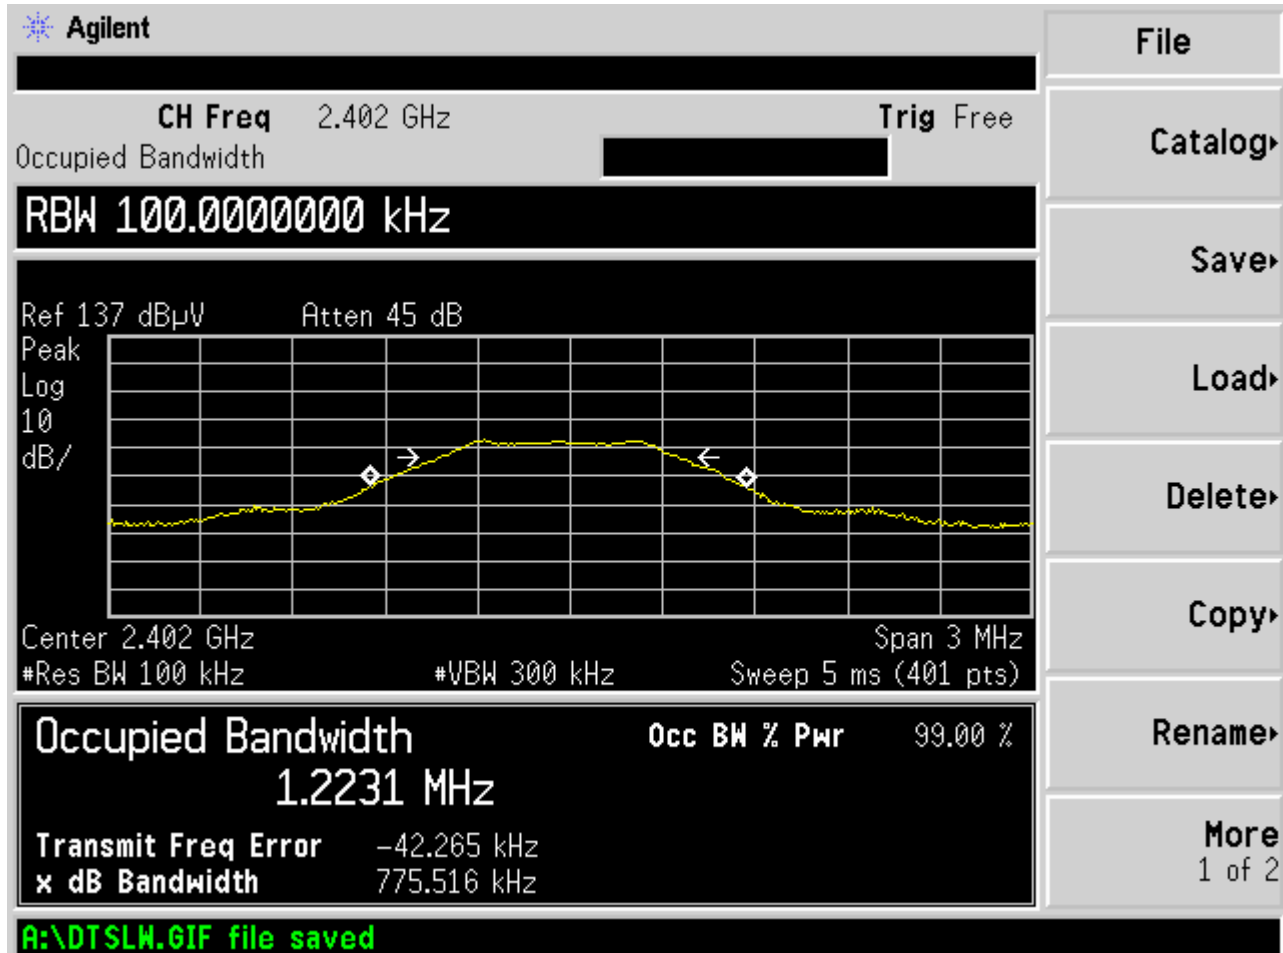 Agilent
File
CH Freq 2.402 GHz Trig Free
Occupied Bandwidth
Catalog
RBW 100.0000000 kHz
Save
Ref 137 dBµV Atten 45 dB
Peak
Log
10
dB/
Load
Delete
Center 2.402 GHz Span 3 MHz
#Res BW 100 kHz #VBW 300 kHz Sweep 5 ms (401 pts)
Copy
Occupied Bandwidth Occ BW % Pwr 99.00 %
1.2231 MHz
Rename
Transmit Freq Error -42.265 kHz
x dB Bandwidth 775.516 kHz
More
1 of 2
A:\DTSLW.GIF file saved